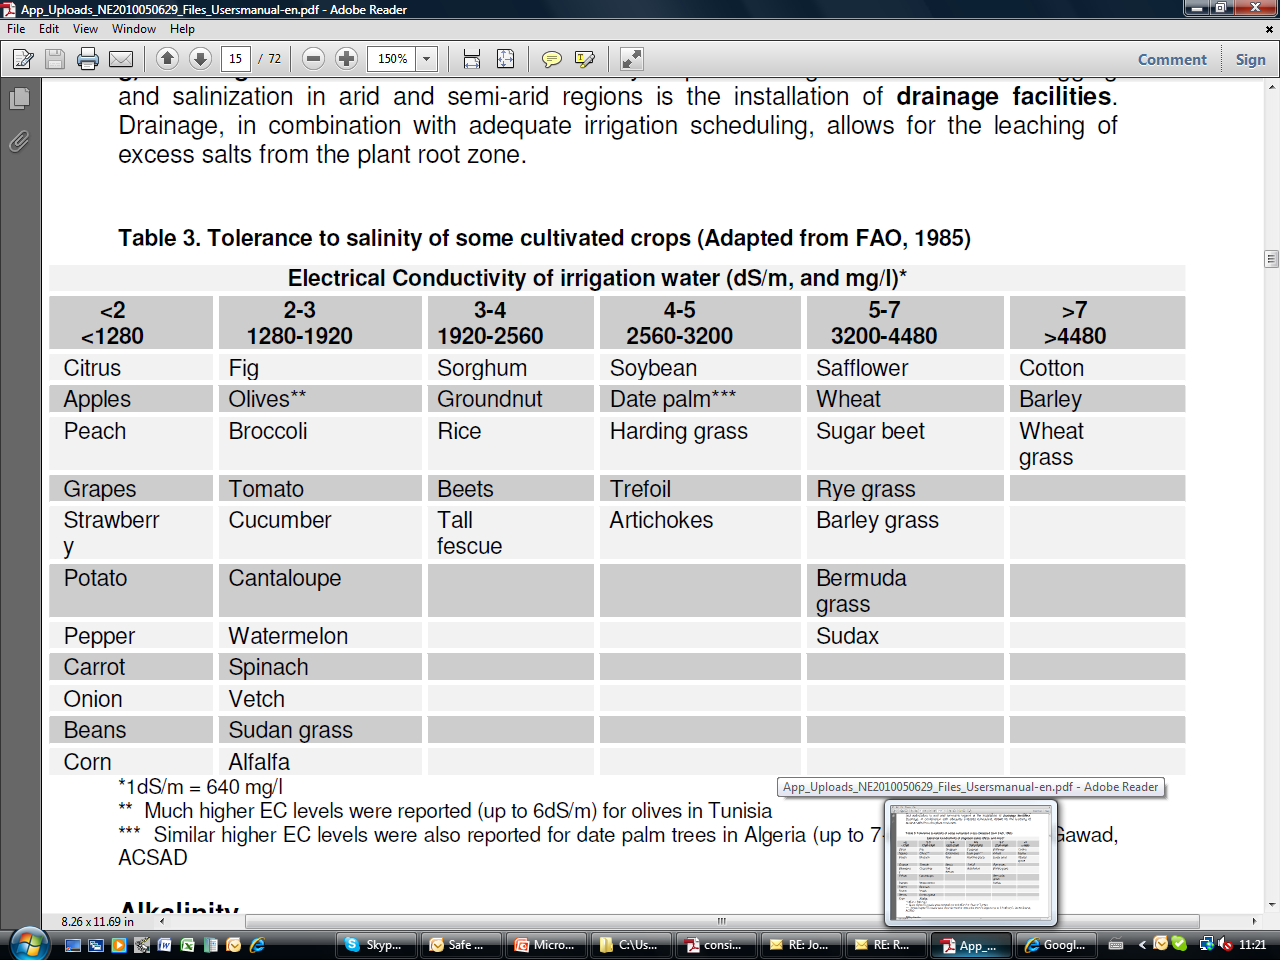 App_Uploads_NE2010050629_Files_Usersmanual-en.pdf - Adobe Reader
File Edit View Window Help
15 / 72 150% Comment Sign
and salinization in arid and semi-arid regions is the installation of drainage facilities.
Drainage, in combination with adequate irrigation scheduling, allows for the leaching of
excess salts from the plant root zone.
Table 3. Tolerance to salinity of some cultivated crops (Adapted from FAO, 1985)
Electrical Conductivity of irrigation water (dS/m, and mg/l)*
<2 2-3 3-4 4-5 5-7 >7
<1280 1280-1920 1920-2560 2560-3200 3200-4480 >4480
Citrus Fig Sorghum Soybean Safflower Cotton
Apples Olives** Groundnut Date palm*** Wheat Barley
Peach Broccoli Rice Harding grass Sugar beet Wheat
grass
Grapes Tomato Beets Trefoil Rye grass
Strawberr Cucumber Tall Artichokes Barley grass
y fescue
Potato Cantaloupe Bermuda
grass
Pepper Watermelon Sudax
Carrot Spinach
Onion Vetch
Beans Sudan grass
Corn Alfalfa
*1dS/m = 640 mg/l
** Much higher EC levels were reported (up to 6dS/m) for olives in Tunisia
*** Similar higher EC levels were also reported for date palm trees in Algeria (up to 7- Gawad,
ACSAD
App_Uploads_NE2010050629_Files_Usersmanual-en.pdf - Adobe Reader
Alkalinity
8.26 x 11.69 in
Skyp... Safe ... Micro... C:\Us... consi... RE: Jo... RE: R... App_... Googl... 11:21